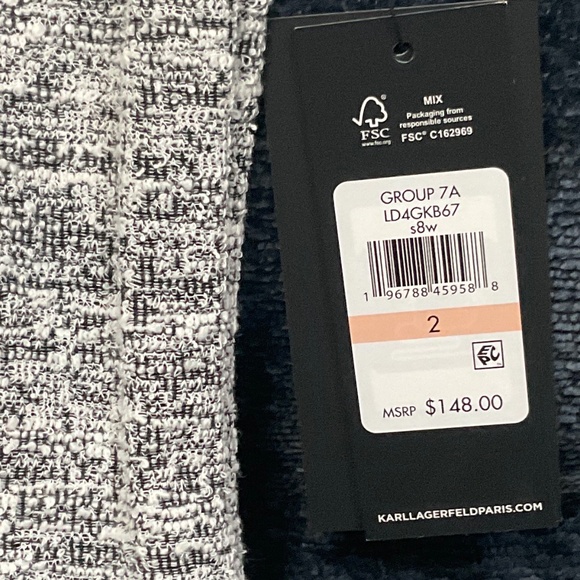 MIX
Packaging from
responsible sources
FSC® C162969
FSC
www.fsc.org
GROUP 7A
LD4GKB67
s8w
1 96788 45958 8
2
EPC
MSRP $148.00
KARLLAGERFELDPARIS.COM